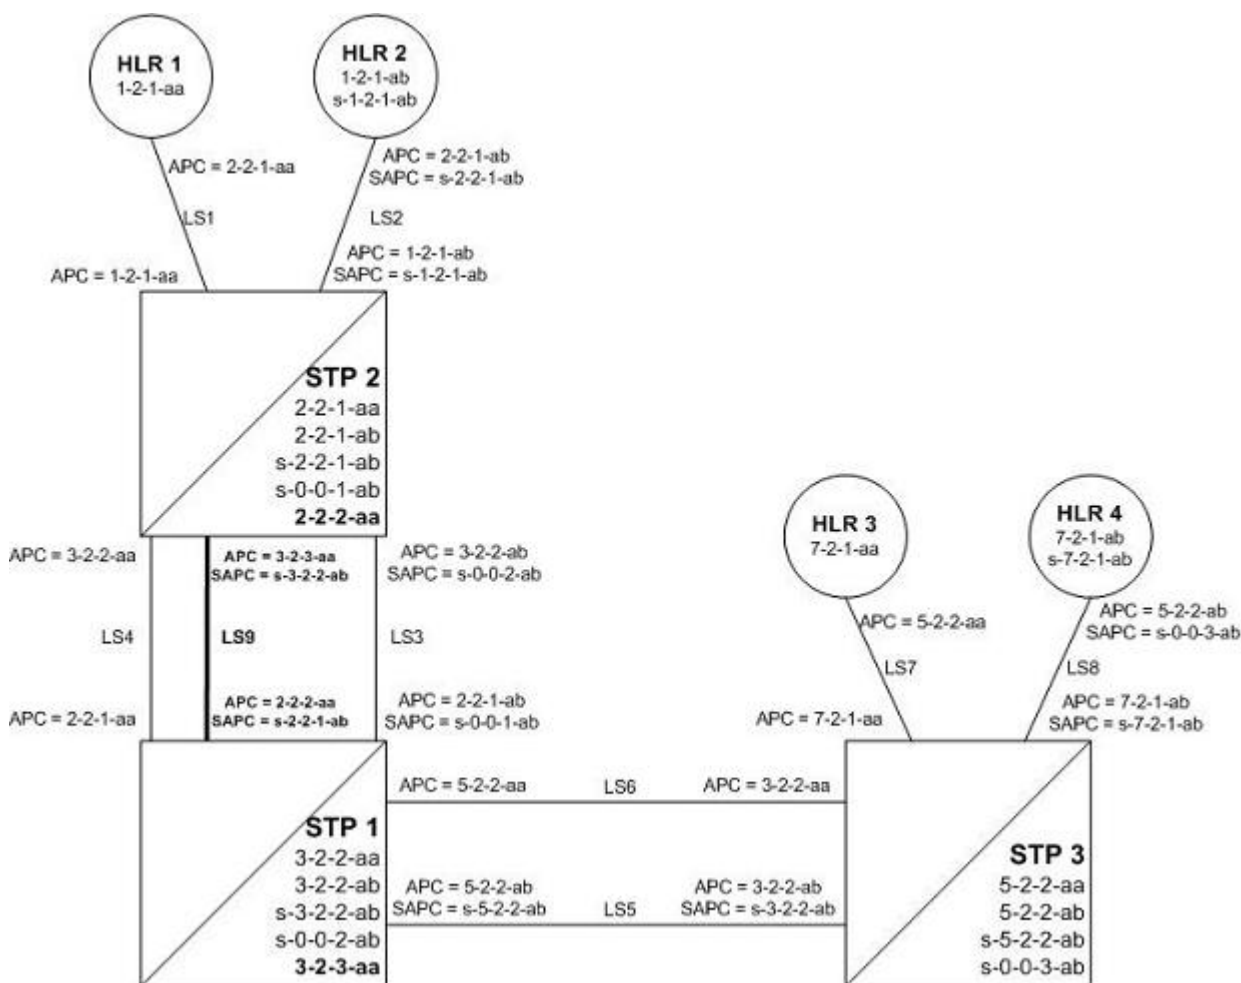 HLR 1
1-2-1-aa
HLR 2
1-2-1-ab
s-1-2-1-ab
APC = 2-2-1-aa
APC = 2-2-1-ab
SAPC = s-2-2-1-ab
LS1
LS2
APC = 1-2-1-aa
APC = 1-2-1-ab
SAPC = s-1-2-1-ab
STP 2
2-2-1-aa
2-2-1-ab
s-2-2-1-ab
s-0-0-1-ab
2-2-2-aa
HLR 3
7-2-1-aa
HLR 4
7-2-1-ab
s-7-2-1-ab
APC = 3-2-2-aa
APC = 3-2-3-aa
SAPC = s-3-2-2-ab
APC = 3-2-2-ab
SAPC = s-0-0-2-ab
APC = 5-2-2-aa
APC = 5-2-2-ab
SAPC = s-0-0-3-ab
LS4
LS9
LS3
LS7
LS8
APC = 2-2-1-aa
APC = 2-2-2-aa
SAPC = s-2-2-1-ab
APC = 2-2-1-ab
SAPC = s-0-0-1-ab
APC = 7-2-1-aa
APC = 7-2-1-ab
SAPC = s-7-2-1-ab
APC = 5-2-2-aa
LS6
APC = 3-2-2-aa
STP 1
3-2-2-aa
3-2-2-ab
s-3-2-2-ab
s-0-0-2-ab
3-2-3-aa
APC = 5-2-2-ab
SAPC = s-5-2-2-ab
LS5
APC = 3-2-2-ab
SAPC = s-3-2-2-ab
STP 3
5-2-2-aa
5-2-2-ab
s-5-2-2-ab
s-0-0-3-ab